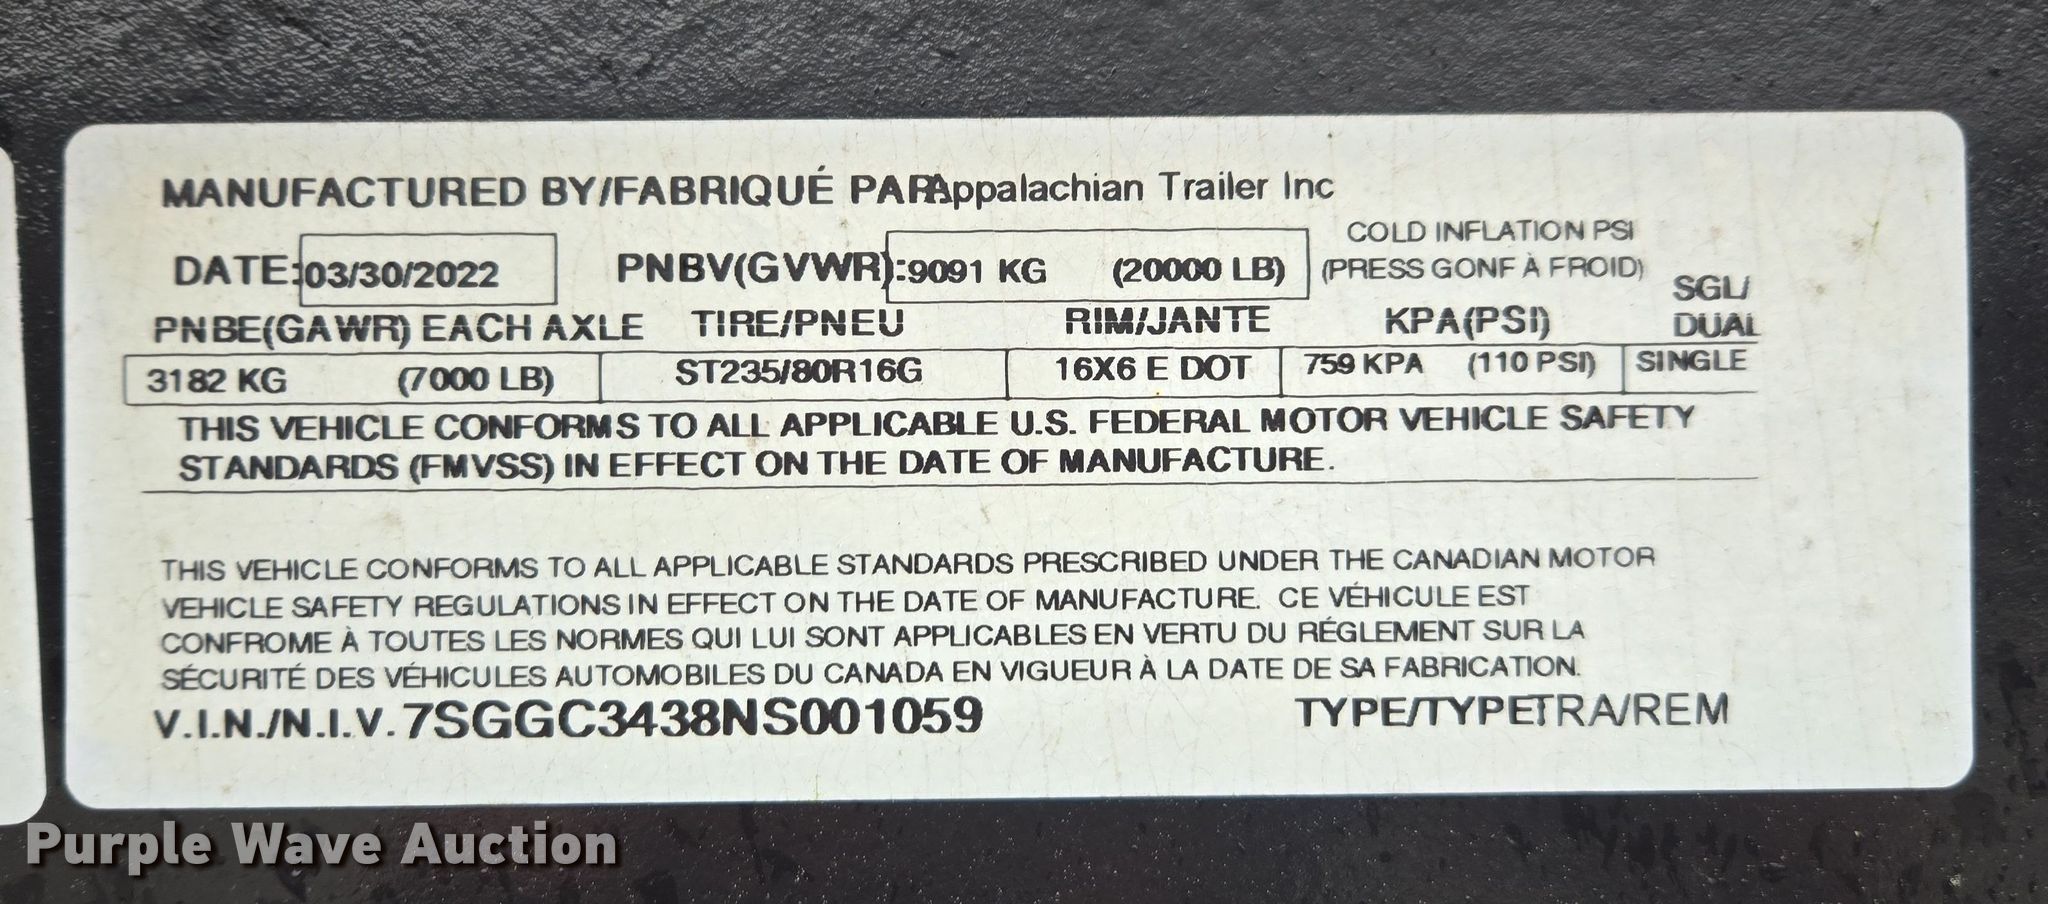 MANUFACTURED BY/FABRIQUÉ PAR Appalachian Trailer Inc
COLD INFLATION PSI
DATE: 03/30/2022 PNBV(GVWR): 9091 KG (20000 LB) (PRESS GONF À FROID) SGL/
PNBE(GAWR) EACH AXLE TIRE/PNEU RIM/JANTE KPA(PSI) DUAL
3182 KG (7000 LB) ST235/80R16G 16X6 E DOT 759 KPA (110 PSI) SINGLE
THIS VEHICLE CONFORMS TO ALL APPLICABLE U.S. FEDERAL MOTOR VEHICLE SAFETY
STANDARDS (FMVSS) IN EFFECT ON THE DATE OF MANUFACTURE.
THIS VEHICLE CONFORMS TO ALL APPLICABLE STANDARDS PRESCRIBED UNDER THE CANADIAN MOTOR
VEHICLE SAFETY REGULATIONS IN EFFECT ON THE DATE OF MANUFACTURE. CE VÉHICULE EST
CONFROME À TOUTES LES NORMES QUI LUI SONT APPLICABLES EN VERTU DU RÉGLEMENT SUR LA
SÉCURITÉ DES VÉHICULES AUTOMOBILES DU CANADA EN VIGUEUR À LA DATE DE SA FABRICATION.
V.I.N./N.I.V. 7SGGC3438NS001059 TYPE/TYPE TRA/REM
Purple Wave Auction